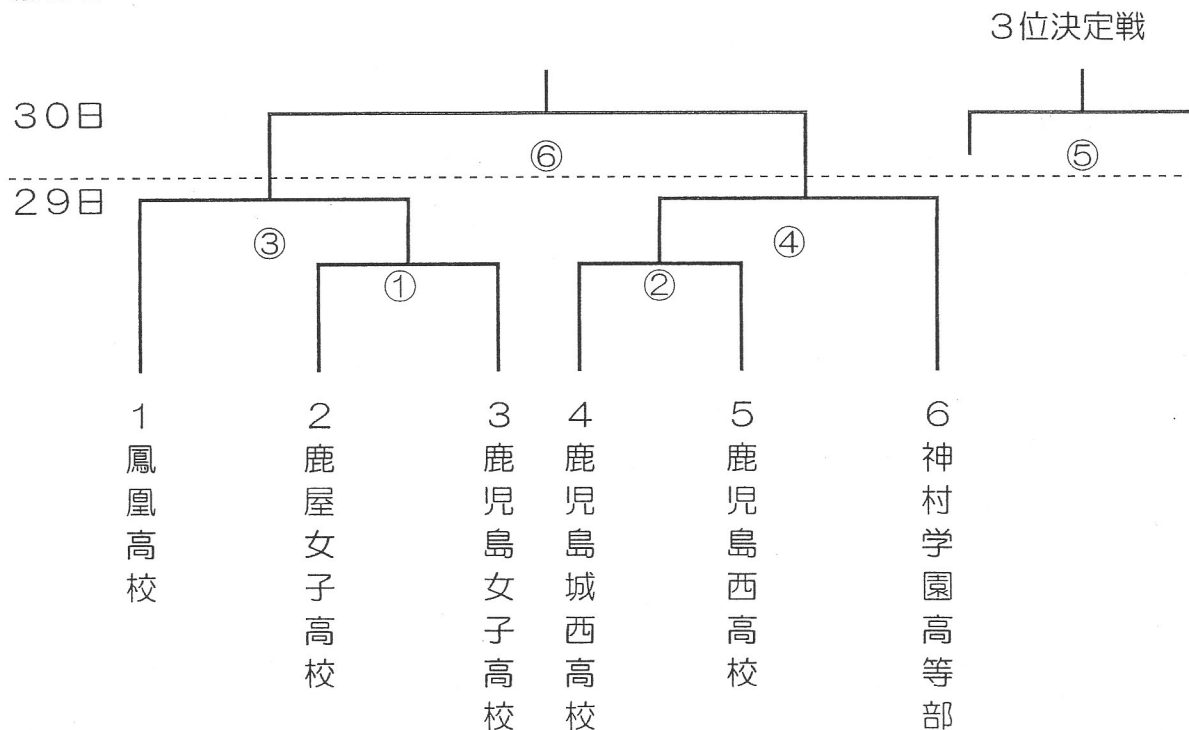 3位決定戦
30日
⑥
⑤
29日
③
④
①
②
1
鳳凰高校
2
鹿屋女子高校
3
鹿児島女子高校
4
鹿児島城西高校
5
鹿児島西高校
6
神村学園高等部